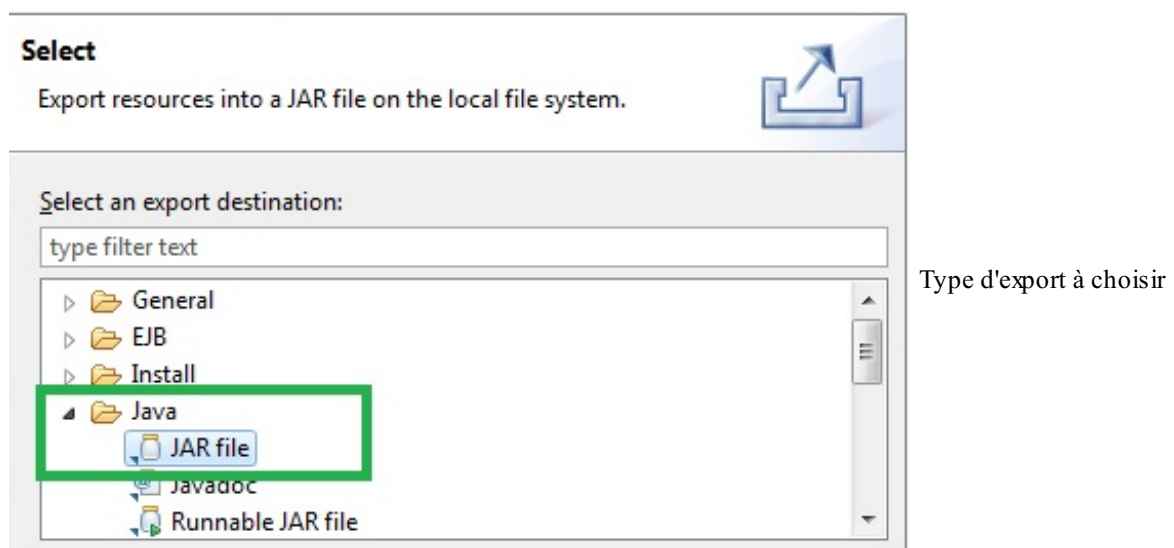 Select
Export resources into a JAR file on the local file system.
Select an export destination:
type filter text
General
EJB
Install
Java
JAR file
Javadoc
Runnable JAR file
Type d'export à choisir